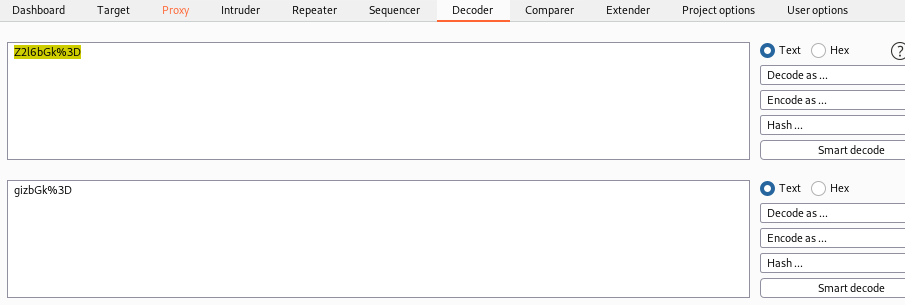 Dashboard Target Proxy Intruder Repeater Sequencer Decoder Comparer Extender Project options User options
Z2l6bGk%3D
Text Hex ?
Decode as ...
Encode as ...
Hash ...
Smart decode
gizbGk%3D
Text Hex
Decode as ...
Encode as ...
Hash ...
Smart decode